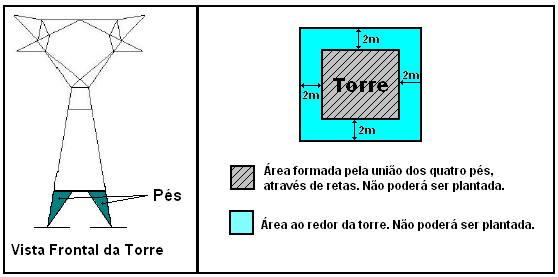 Pés
Vista Frontal da Torre
2m
2m
Torre
2m
2m
Área formada pela união dos quatro pés,
através de retas. Não poderá ser plantada.
Área ao redor da torre. Não poderá ser plantada.